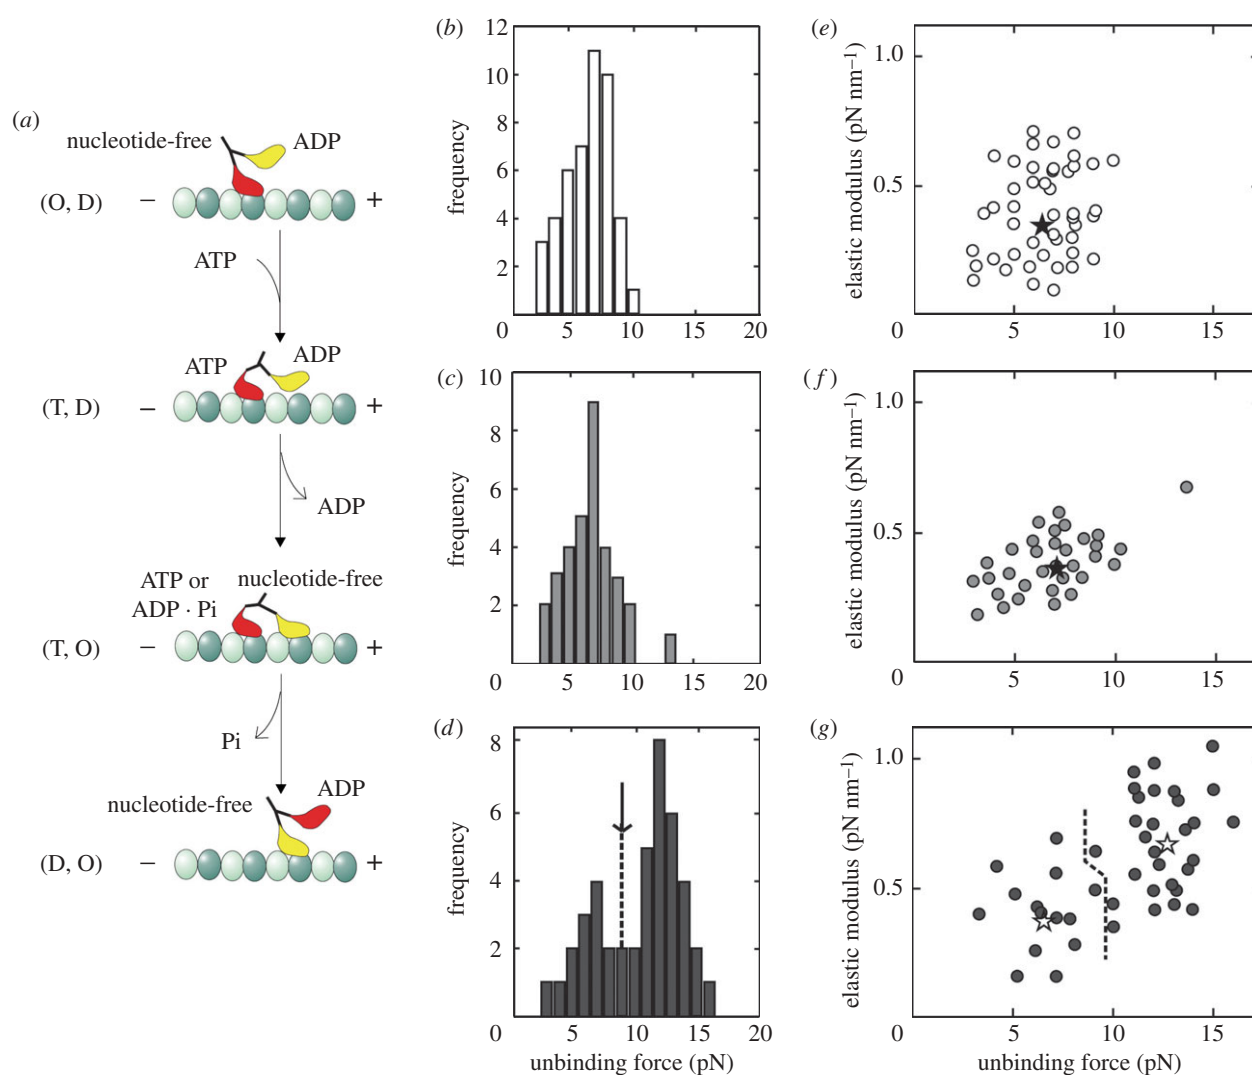 (a)
nucleotide-free
ADP
(O, D)
−
+
ATP
ATP
ADP
(T, D)
−
+
ADP
ATP or
ADP · Pi
nucleotide-free
(T, O)
−
+
Pi
nucleotide-free
ADP
(D, O)
−
+
(b)
12
10
8
6
4
2
frequency
0
5
10
15
20
(c)
10
8
6
4
2
frequency
0
5
10
15
20
(d)
8
6
4
2
frequency
0
5
10
15
20
unbinding force (pN)
(e)
1.0
0.5
elastic modulus (pN nm⁻¹)
0
5
10
15
(f)
1.0
0.5
elastic modulus (pN nm⁻¹)
0
5
10
15
(g)
1.0
0.5
elastic modulus (pN nm⁻¹)
0
5
10
15
unbinding force (pN)